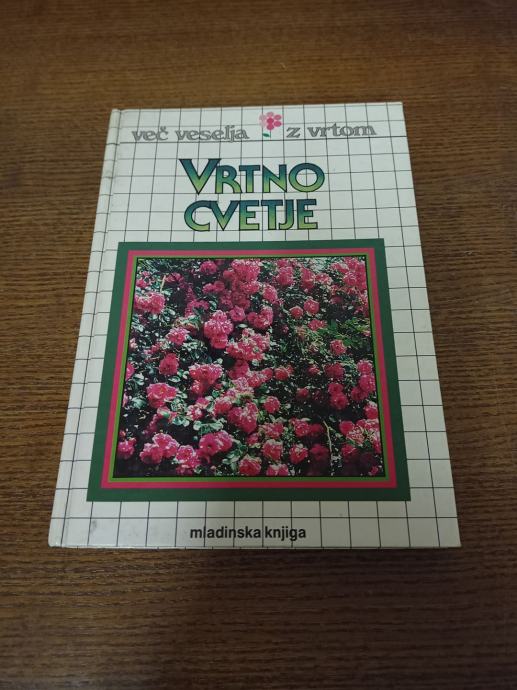 več veselja z vrtom
VRTNO
CVETJE
mladinska knjiga